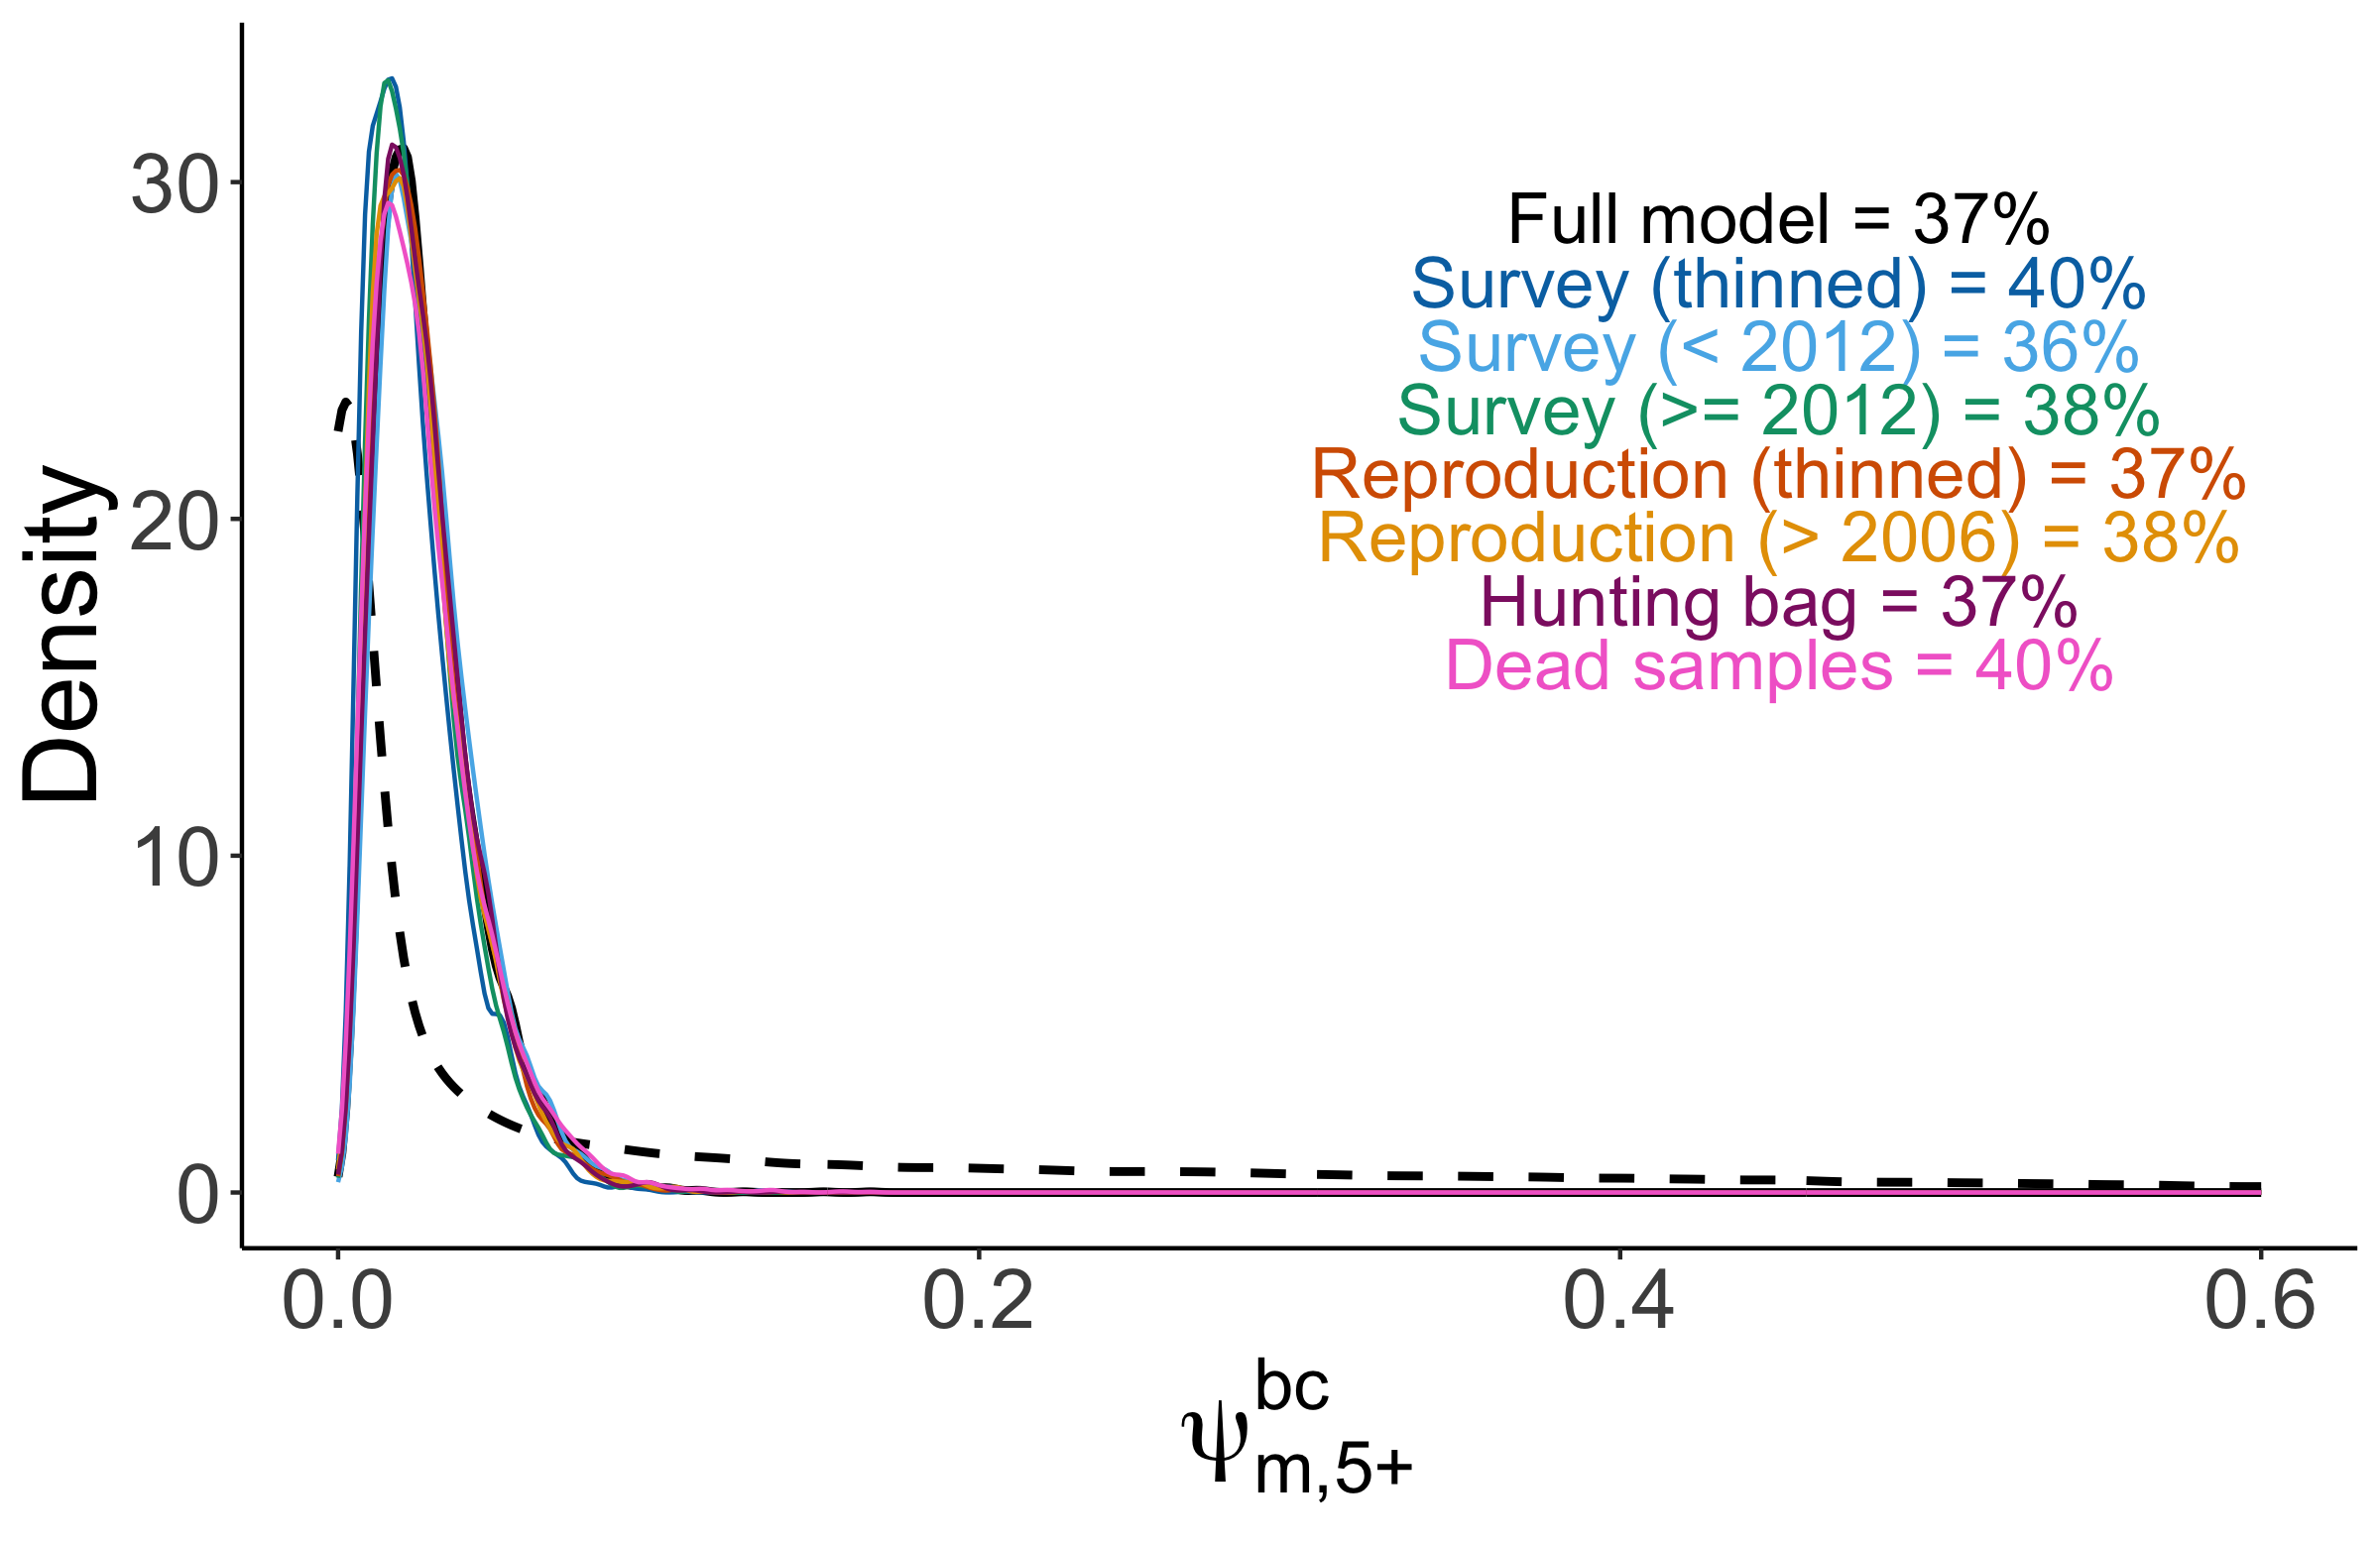 Density
30
20
10
0
Full model = 37%
Survey (thinned) = 40%
Survey (< 2012) = 36%
Survey (>= 2012) = 38%
Reproduction (thinned) = 37%
Reproduction (> 2006) = 38%
Hunting bag = 37%
Dead samples = 40%
0.0 0.2 0.4 0.6
ψ bc m,5+